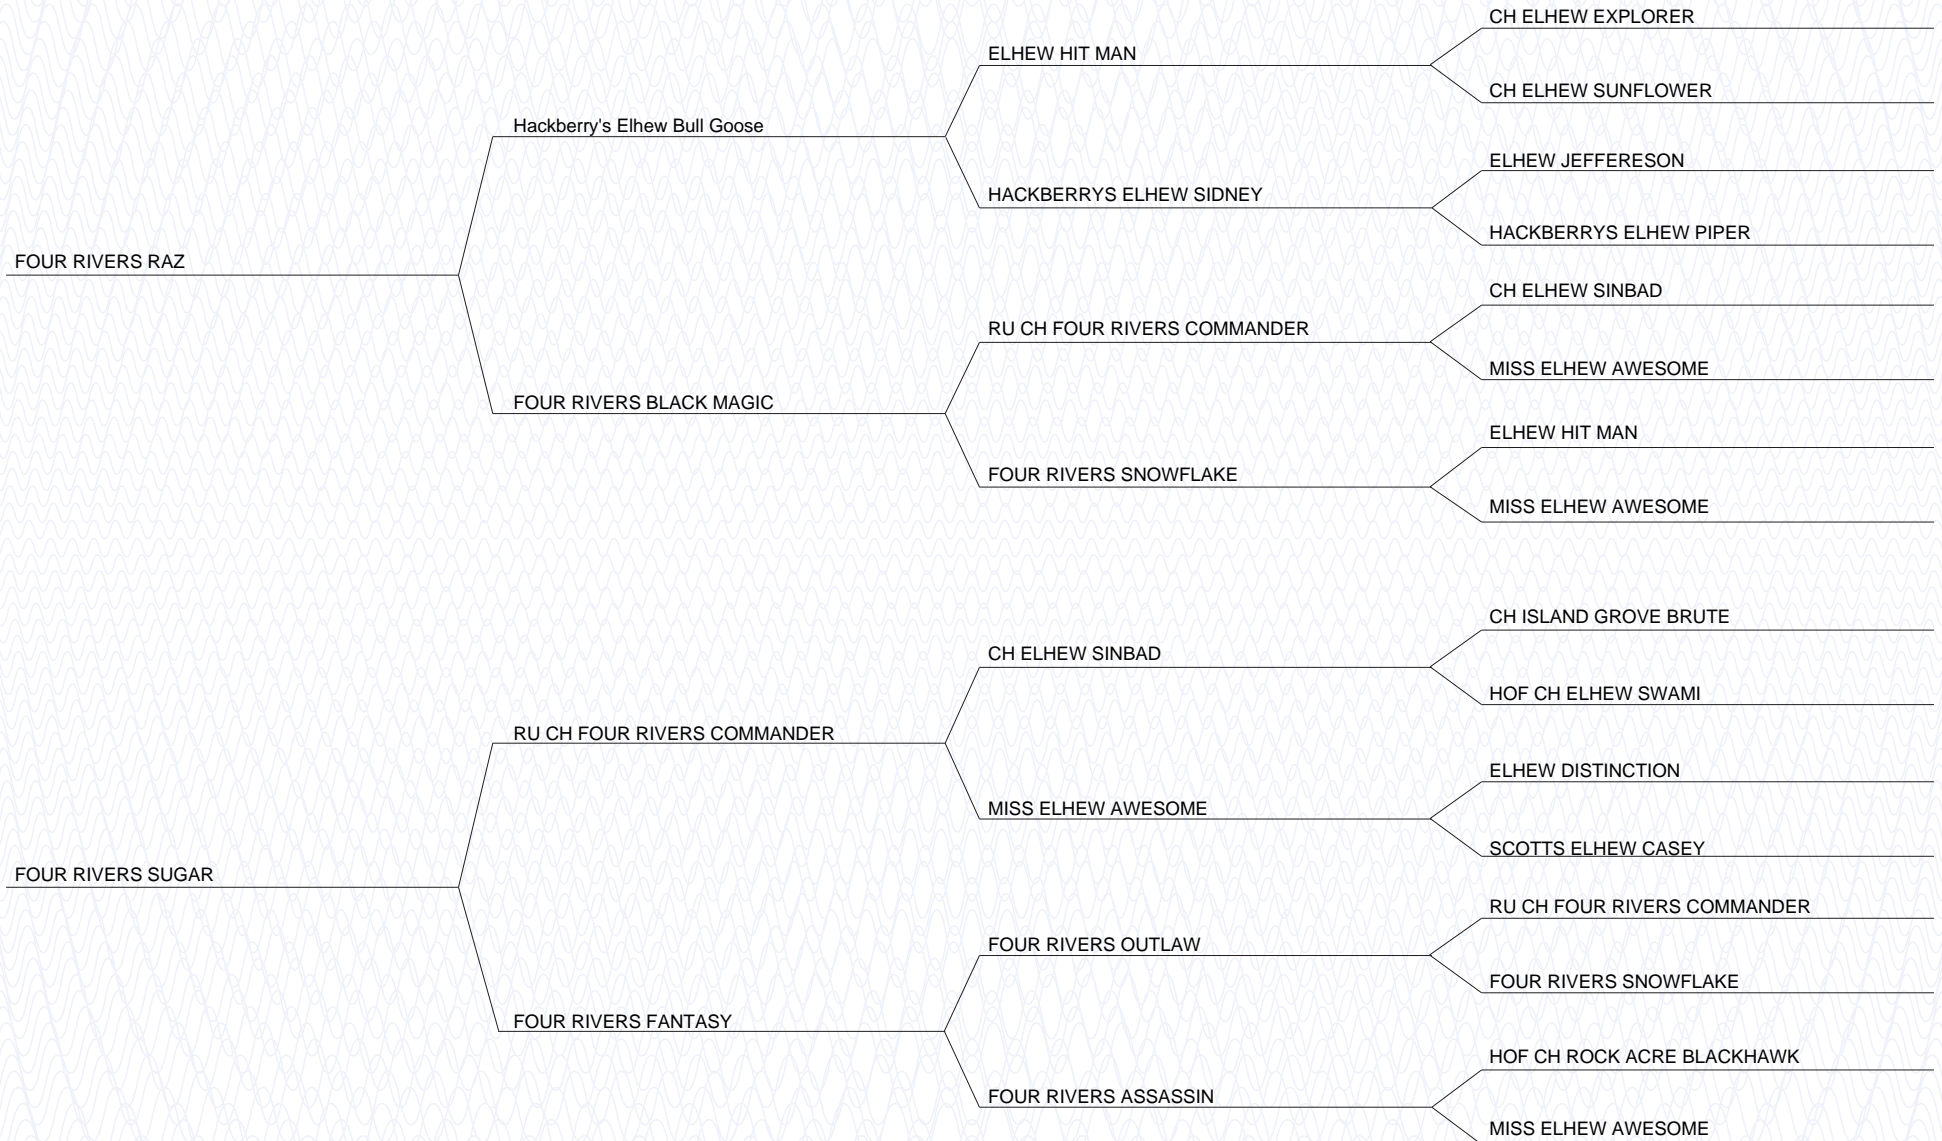 CH ELHEW EXPLORER
ELHEW HIT MAN
CH ELHEW SUNFLOWER
Hackberry's Elhew Bull Goose
ELHEW JEFFERESON
HACKBERRYS ELHEW SIDNEY
HACKBERRYS ELHEW PIPER
FOUR RIVERS RAZ
CH ELHEW SINBAD
RU CH FOUR RIVERS COMMANDER
MISS ELHEW AWESOME
FOUR RIVERS BLACK MAGIC
ELHEW HIT MAN
FOUR RIVERS SNOWFLAKE
MISS ELHEW AWESOME
CH ISLAND GROVE BRUTE
CH ELHEW SINBAD
HOF CH ELHEW SWAMI
RU CH FOUR RIVERS COMMANDER
ELHEW DISTINCTION
MISS ELHEW AWESOME
SCOTTS ELHEW CASEY
FOUR RIVERS SUGAR
RU CH FOUR RIVERS COMMANDER
FOUR RIVERS OUTLAW
FOUR RIVERS SNOWFLAKE
FOUR RIVERS FANTASY
HOF CH ROCK ACRE BLACKHAWK
FOUR RIVERS ASSASSIN
MISS ELHEW AWESOME